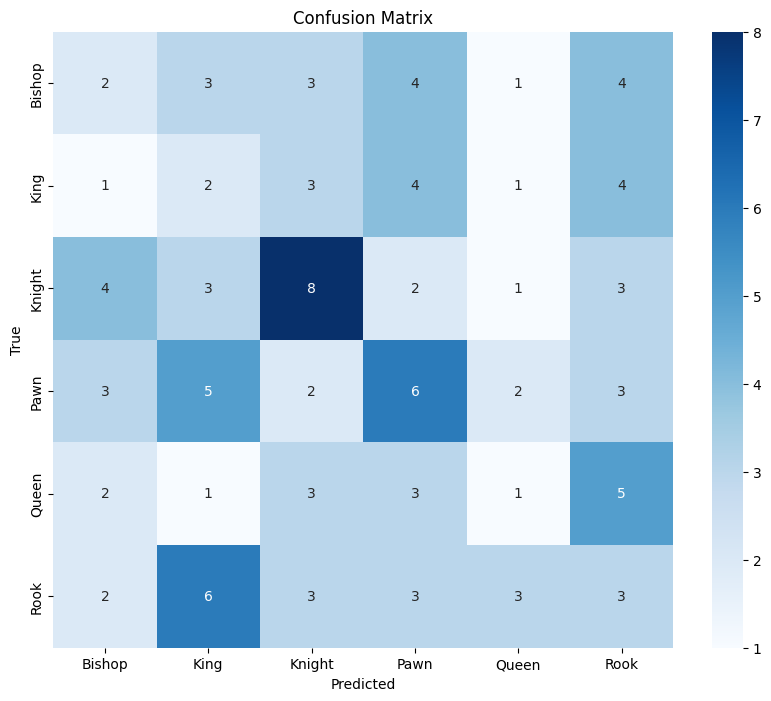 Confusion Matrix
Bishop 2 3 3 4 1 4
King 1 2 3 4 1 4
Knight 4 3 8 2 1 3
Pawn 3 5 2 6 2 3
Queen 2 1 3 3 1 5
Rook 2 6 3 3 3 3
True
Bishop King Knight Pawn Queen Rook
Predicted
8
7
6
5
4
3
2
1